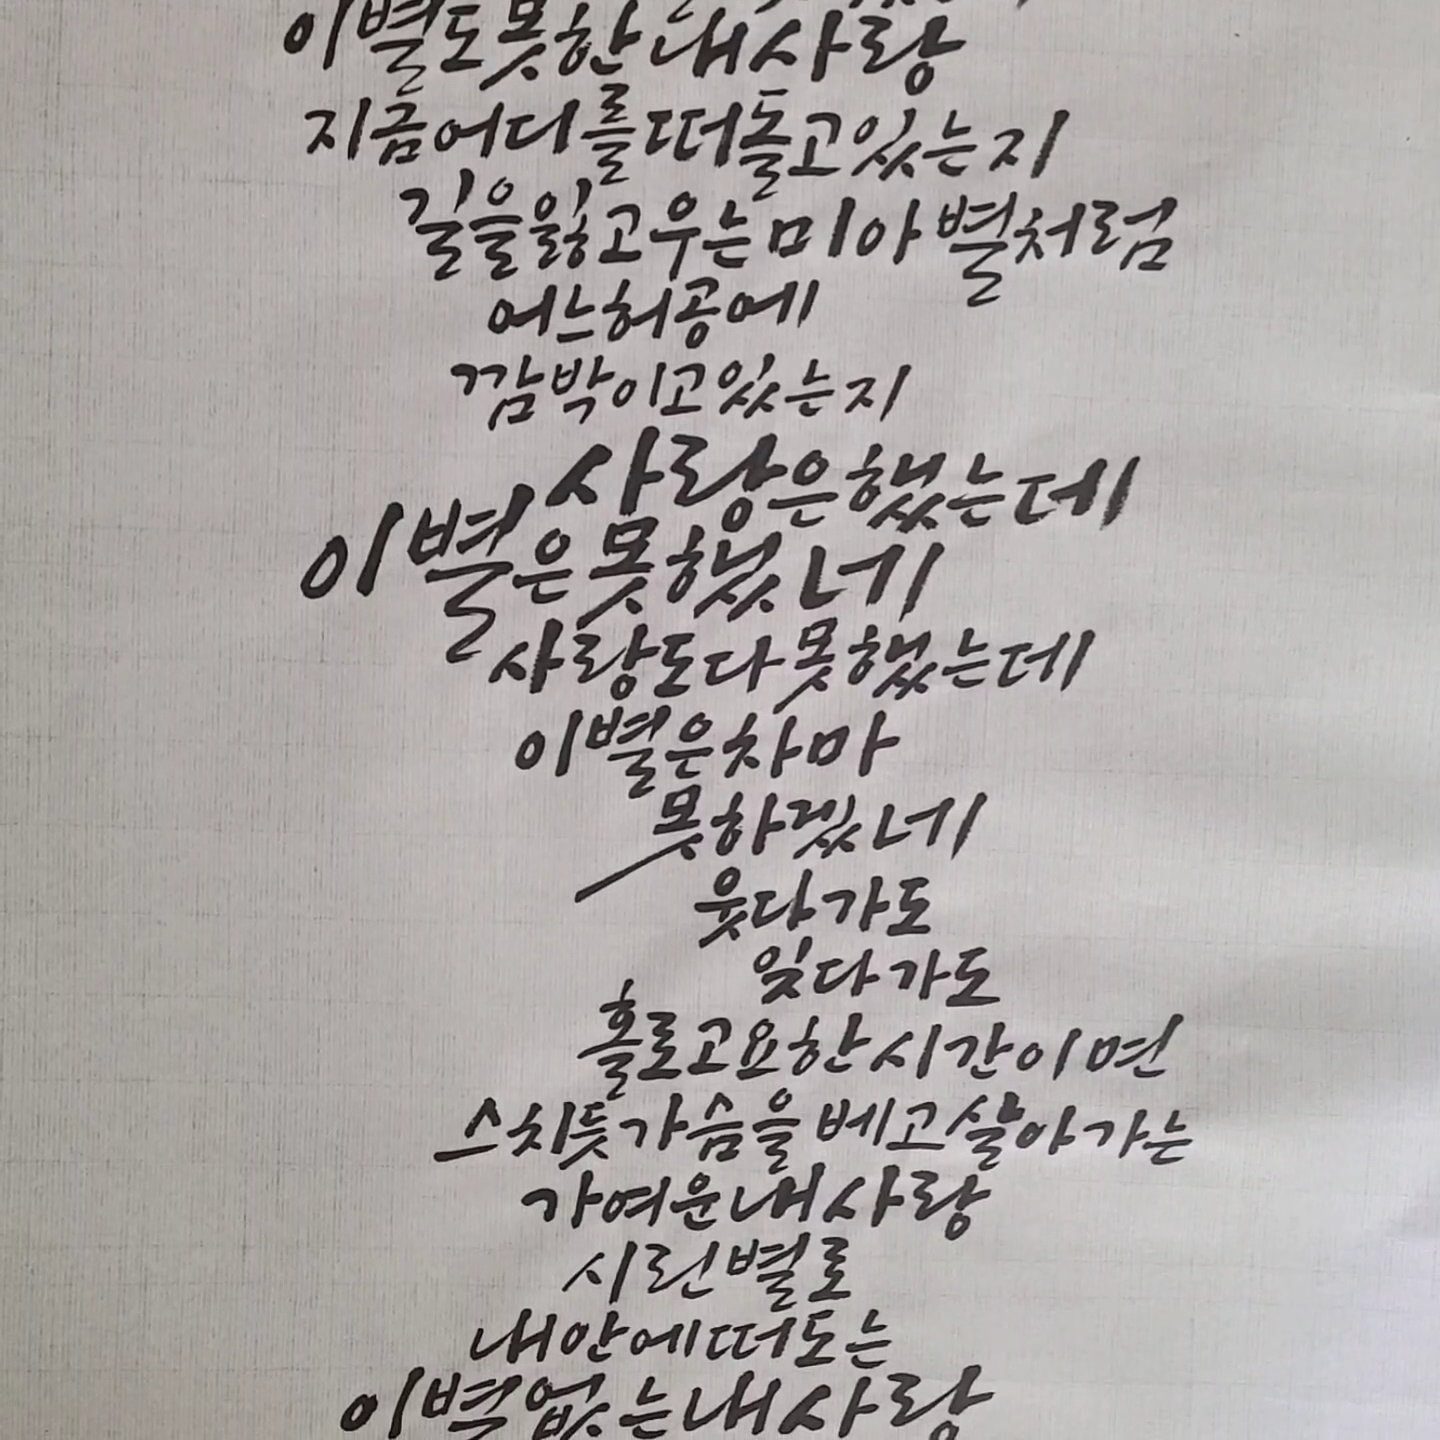 이별도 못한 내 사랑
지금 어디를 떠돌고 있는지
길을 잃고 우는 미아별처럼
어느 허공에
깜박이고 있는지
사랑은 했는데
이별은 못했네
사랑도 다 못했는데
이별은 차마
못하겠네
웃다가도
잊다가도
홀로 고요한 시간이면
스치듯 가슴을 베고 살아가는
가여운 내 사랑
시린 별로
내 안에 떠도는
이별 없는 내 사랑